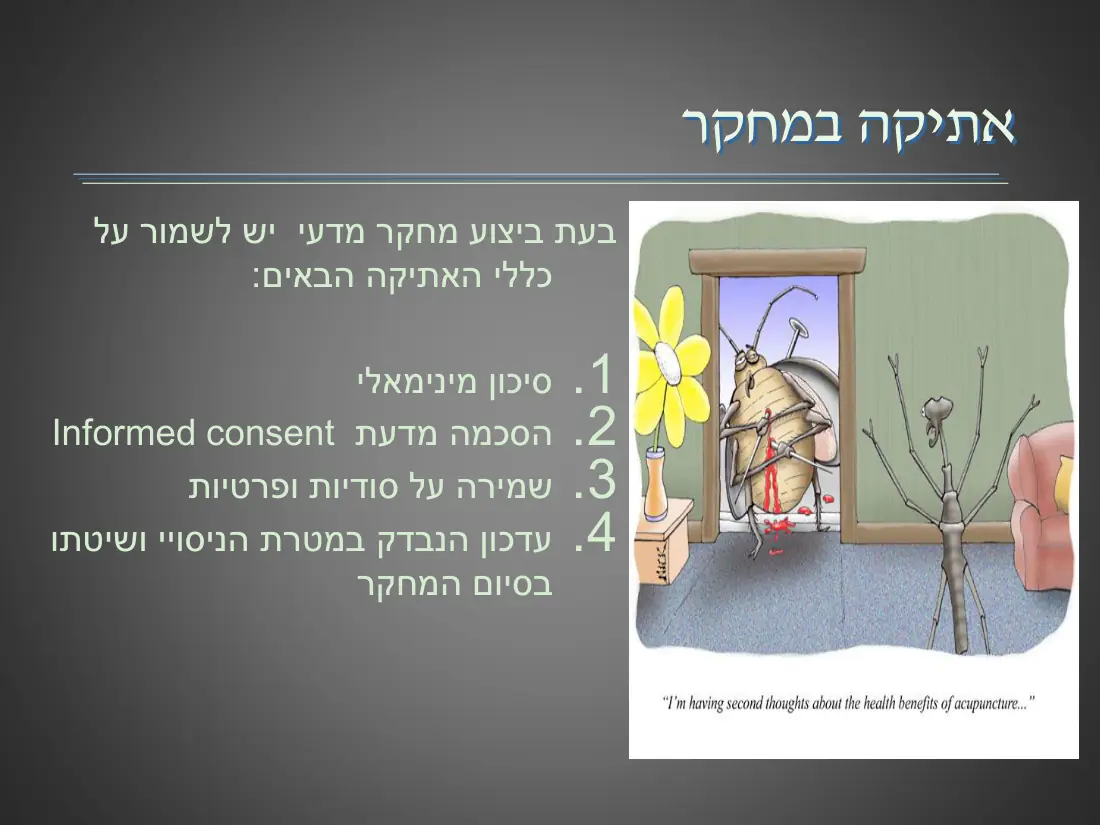 אתיקה במחקר
בעת ביצוע מחקר מדעי יש לשמור על
כללי האתיקה הבאים:
1. סיכון מינימאלי
2. הסכמה מדעת Informed consent
3. שמירה על סודיות ופרטיות
4. עדכון הנבדק במטרת הניסויי ושיטתו
בסיום המחקר
“I’m having second thoughts about the health benefits of acupuncture...”